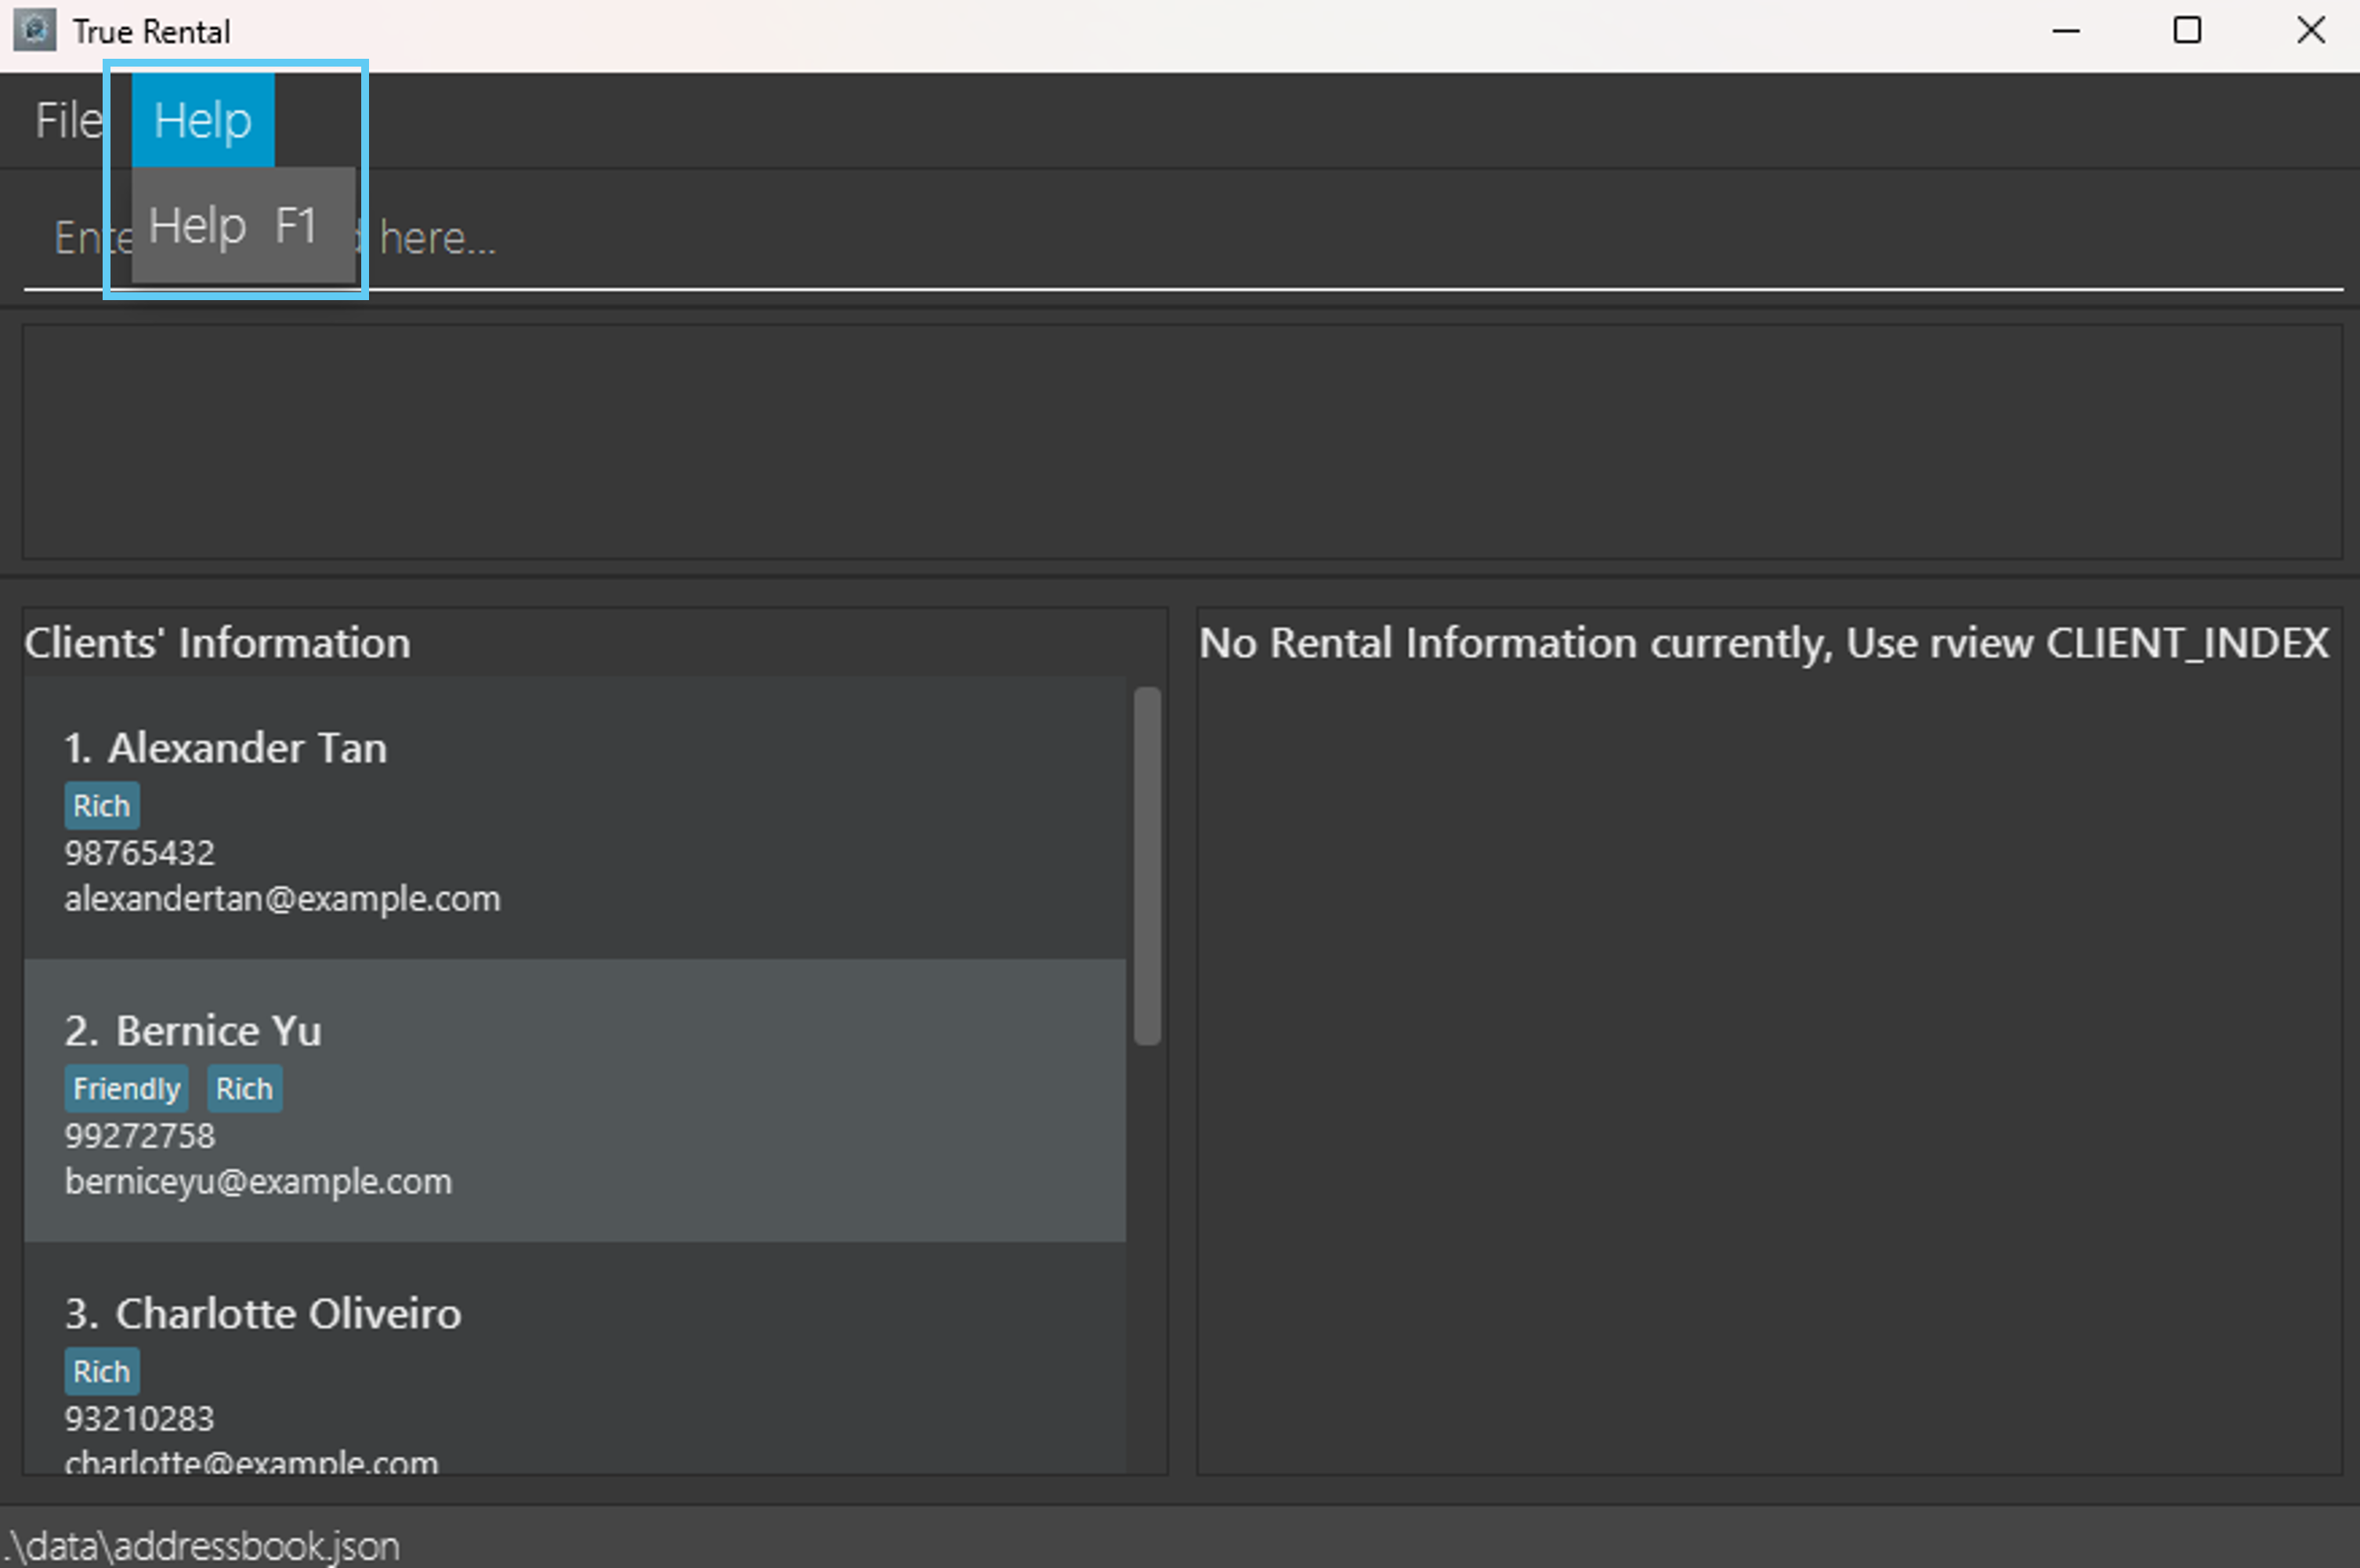 True Rental
File Help
Help F1
here...
Clients' Information
1. Alexander Tan
Rich
98765432
alexandertan@example.com
2. Bernice Yu
Friendly Rich
99272758
berniceyu@example.com
3. Charlotte Oliveiro
Rich
93210283
charlotte@example.com
No Rental Information currently, Use rview CLIENT_INDEX
.\data\addressbook.json